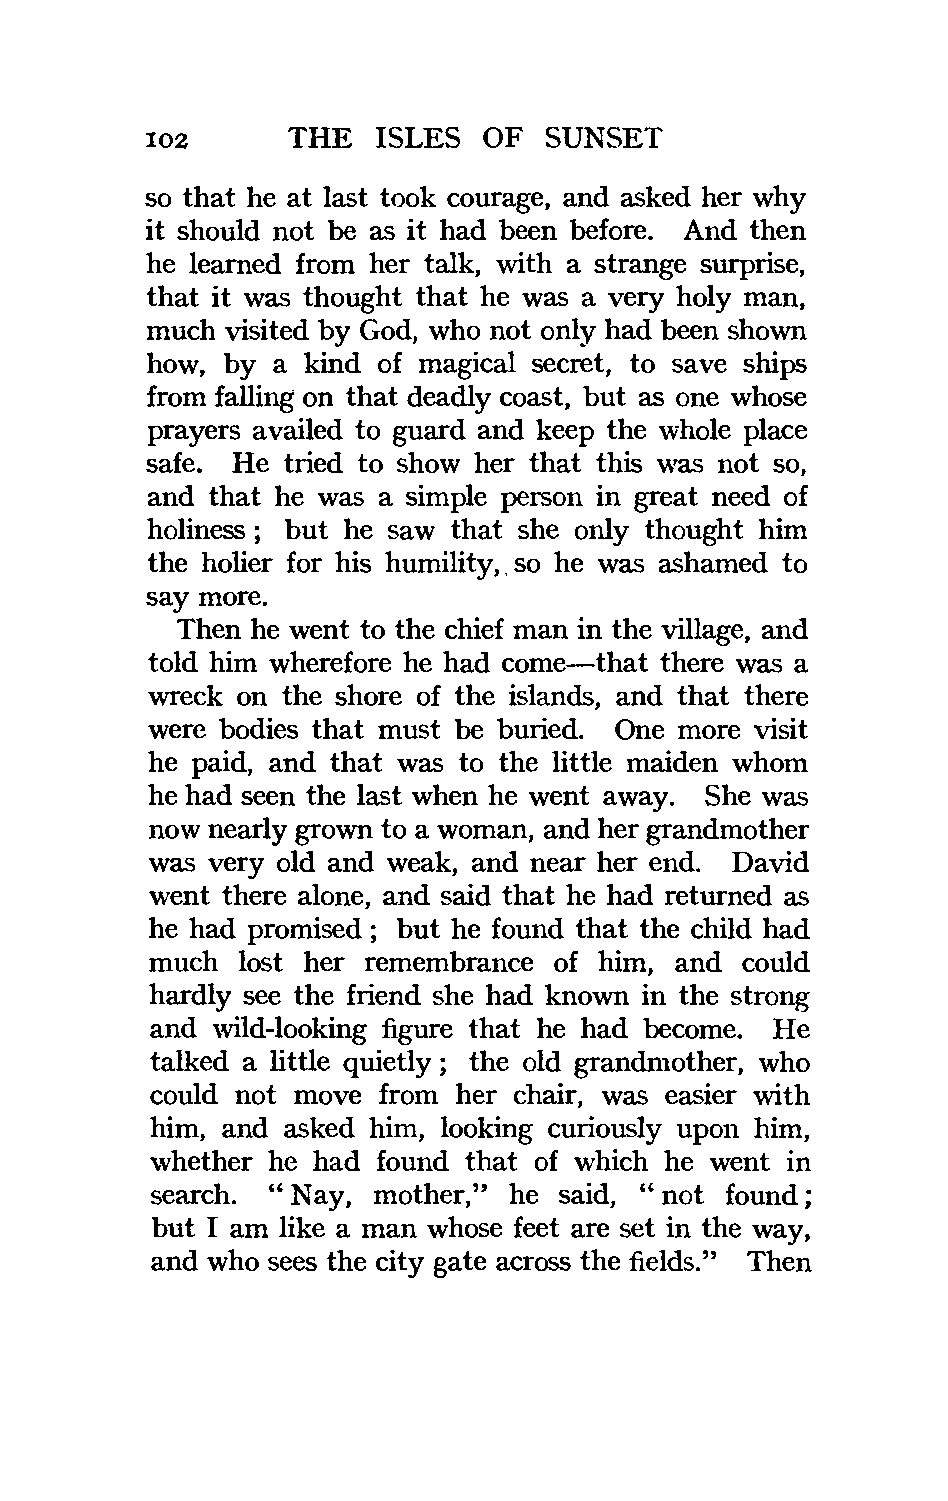 102 THE ISLES OF SUNSET
so that he at last took courage, and asked her why
it should not be as it had been before. And then
he learned from her talk, with a strange surprise,
that it was thought that he was a very holy man,
much visited by God, who not only had been shown
how, by a kind of magical secret, to save ships
from falling on that deadly coast, but as one whose
prayers availed to guard and keep the whole place
safe. He tried to show her that this was not so,
and that he was a simple person in great need of
holiness ; but he saw that she only thought him
the holier for his humility, so he was ashamed to
say more.
Then he went to the chief man in the village, and
told him wherefore he had come—that there was a
wreck on the shore of the islands, and that there
were bodies that must be buried. One more visit
he paid, and that was to the little maiden whom
he had seen the last when he went away. She was
now nearly grown to a woman, and her grandmother
was very old and weak, and near her end. David
went there alone, and said that he had returned as
he had promised ; but he found that the child had
much lost her remembrance of him, and could
hardly see the friend she had known in the strong
and wild-looking figure that he had become. He
talked a little quietly ; the old grandmother, who
could not move from her chair, was easier with
him, and asked him, looking curiously upon him,
whether he had found that of which he went in
search. “ Nay, mother,” he said, “ not found ;
but I am like a man whose feet are set in the way,
and who sees the city gate across the fields.” Then